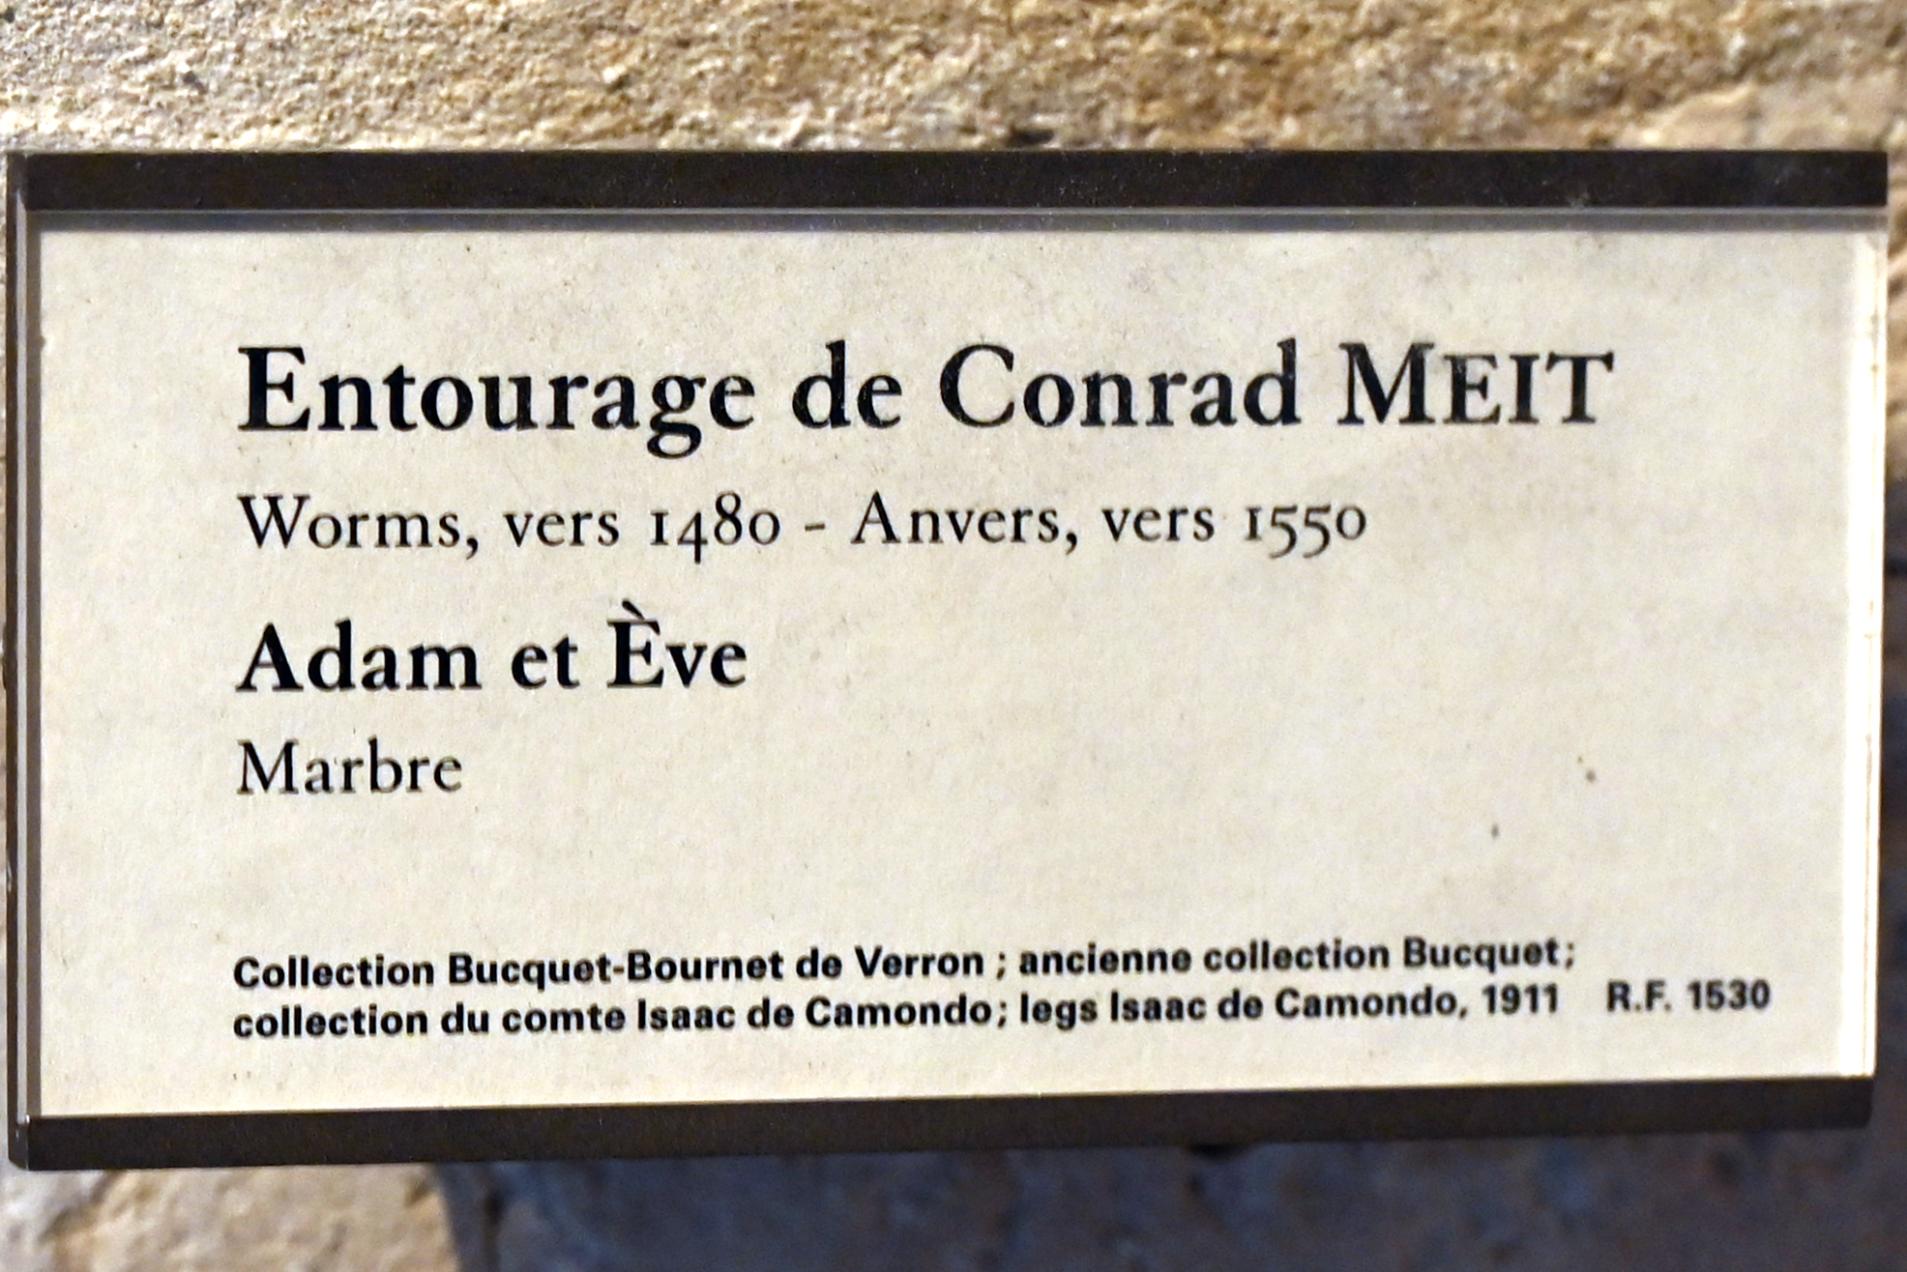 Entourage de Conrad MEIT
Worms, vers 1480 - Anvers, vers 1550
Adam et Ève
Marbre
Collection Bucquet-Bournet de Verron ; ancienne collection Bucquet;
collection du comte Isaac de Camondo; legs Isaac de Camondo, 1911 R.F. 1530